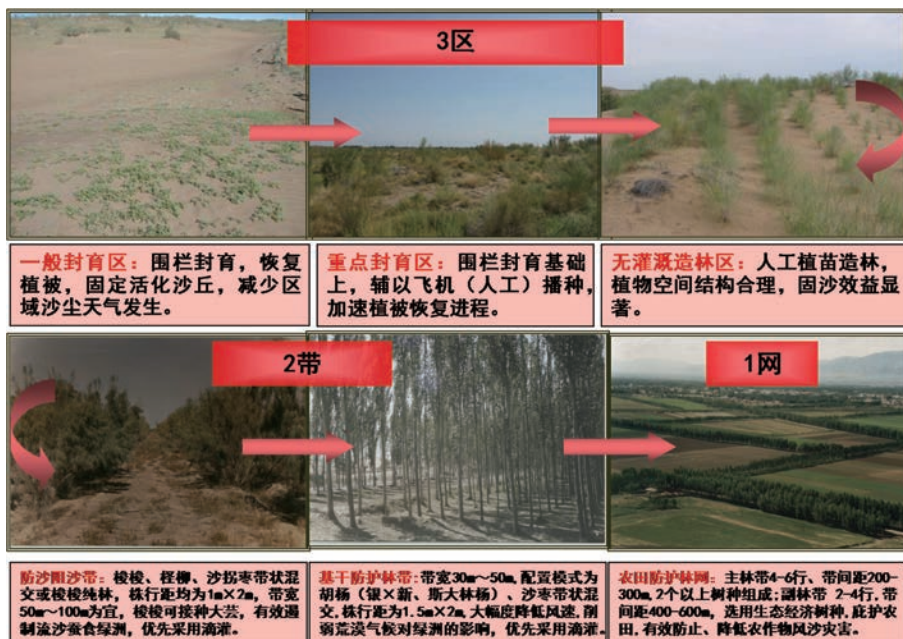 3区
一般封育区：围栏封育，恢复
植被，固定活化沙丘，减少区
域沙尘天气发生。
重点封育区：围栏封育基础
上，辅以飞机（人工）播种，
加速植被恢复进程。
无灌溉造林区：人工植苗造林，
植物空间结构合理，固沙效益显
著。
2带
1网
防沙阻沙带：梭梭、柽柳、沙拐枣带状混
交或梭梭纯林，株行距均为1m×2m，带宽
50m～100m为宜，梭梭可接种大芸，有效遏
制流沙蚕食绿洲，优先采用滴灌。
基干防护林带:带宽30m～50m,配置模式为
胡杨（银×新、斯大林杨）、沙枣带状混
交,株行距为1.5m×2m,大幅度降低风速,削
弱荒漠气候对绿洲的影响，优先采用滴灌。
农田防护林网：主林带4-6行、带间距200-
300m,2个以上树种组成;副林带 2-4行,带
间距400-600m, 选用生态经济树种,庇护农
田,有效防止、降低农作物风沙灾害。